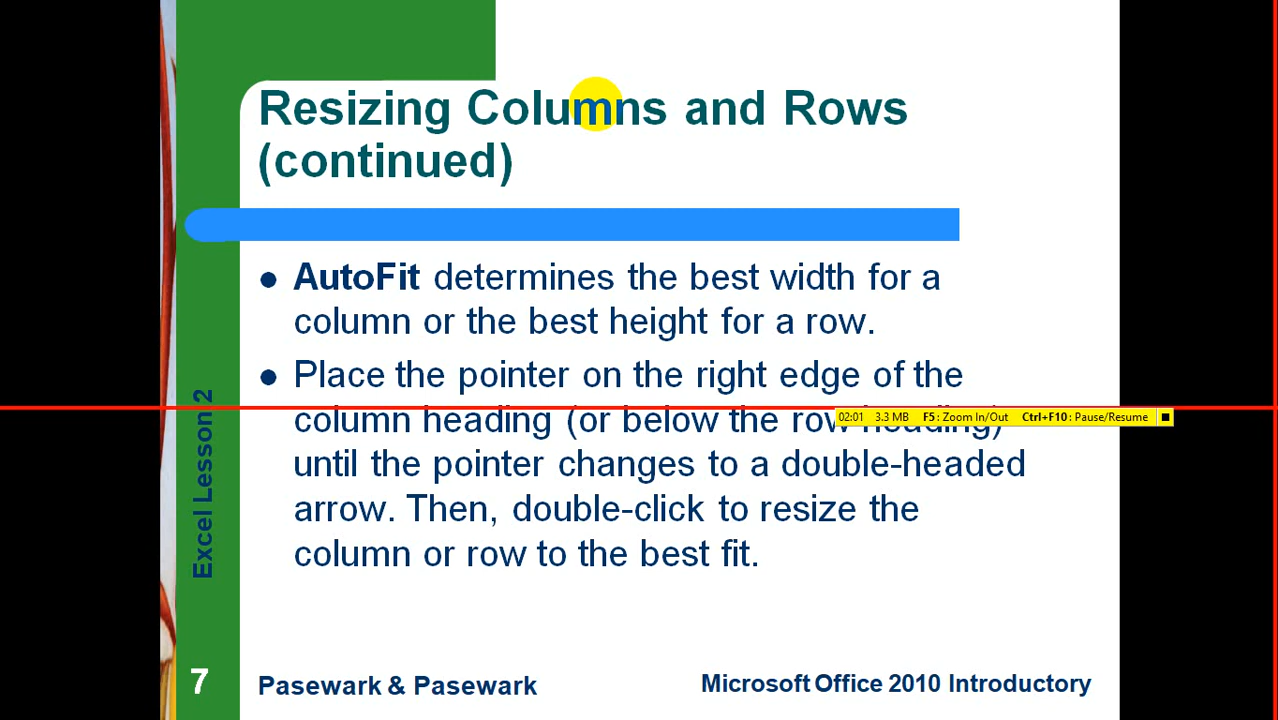 Resizing Columns and Rows
(continued)
● AutoFit determines the best width for a
column or the best height for a row.
● Place the pointer on the right edge of the
column heading (or below the row heading)
02:01 3.3 MB F5: Zoom In/Out Ctrl+F10: Pause/Resume
until the pointer changes to a double-headed
arrow. Then, double-click to resize the
column or row to the best fit.
Excel Lesson 2
7
Pasewark & Pasewark
Microsoft Office 2010 Introductory